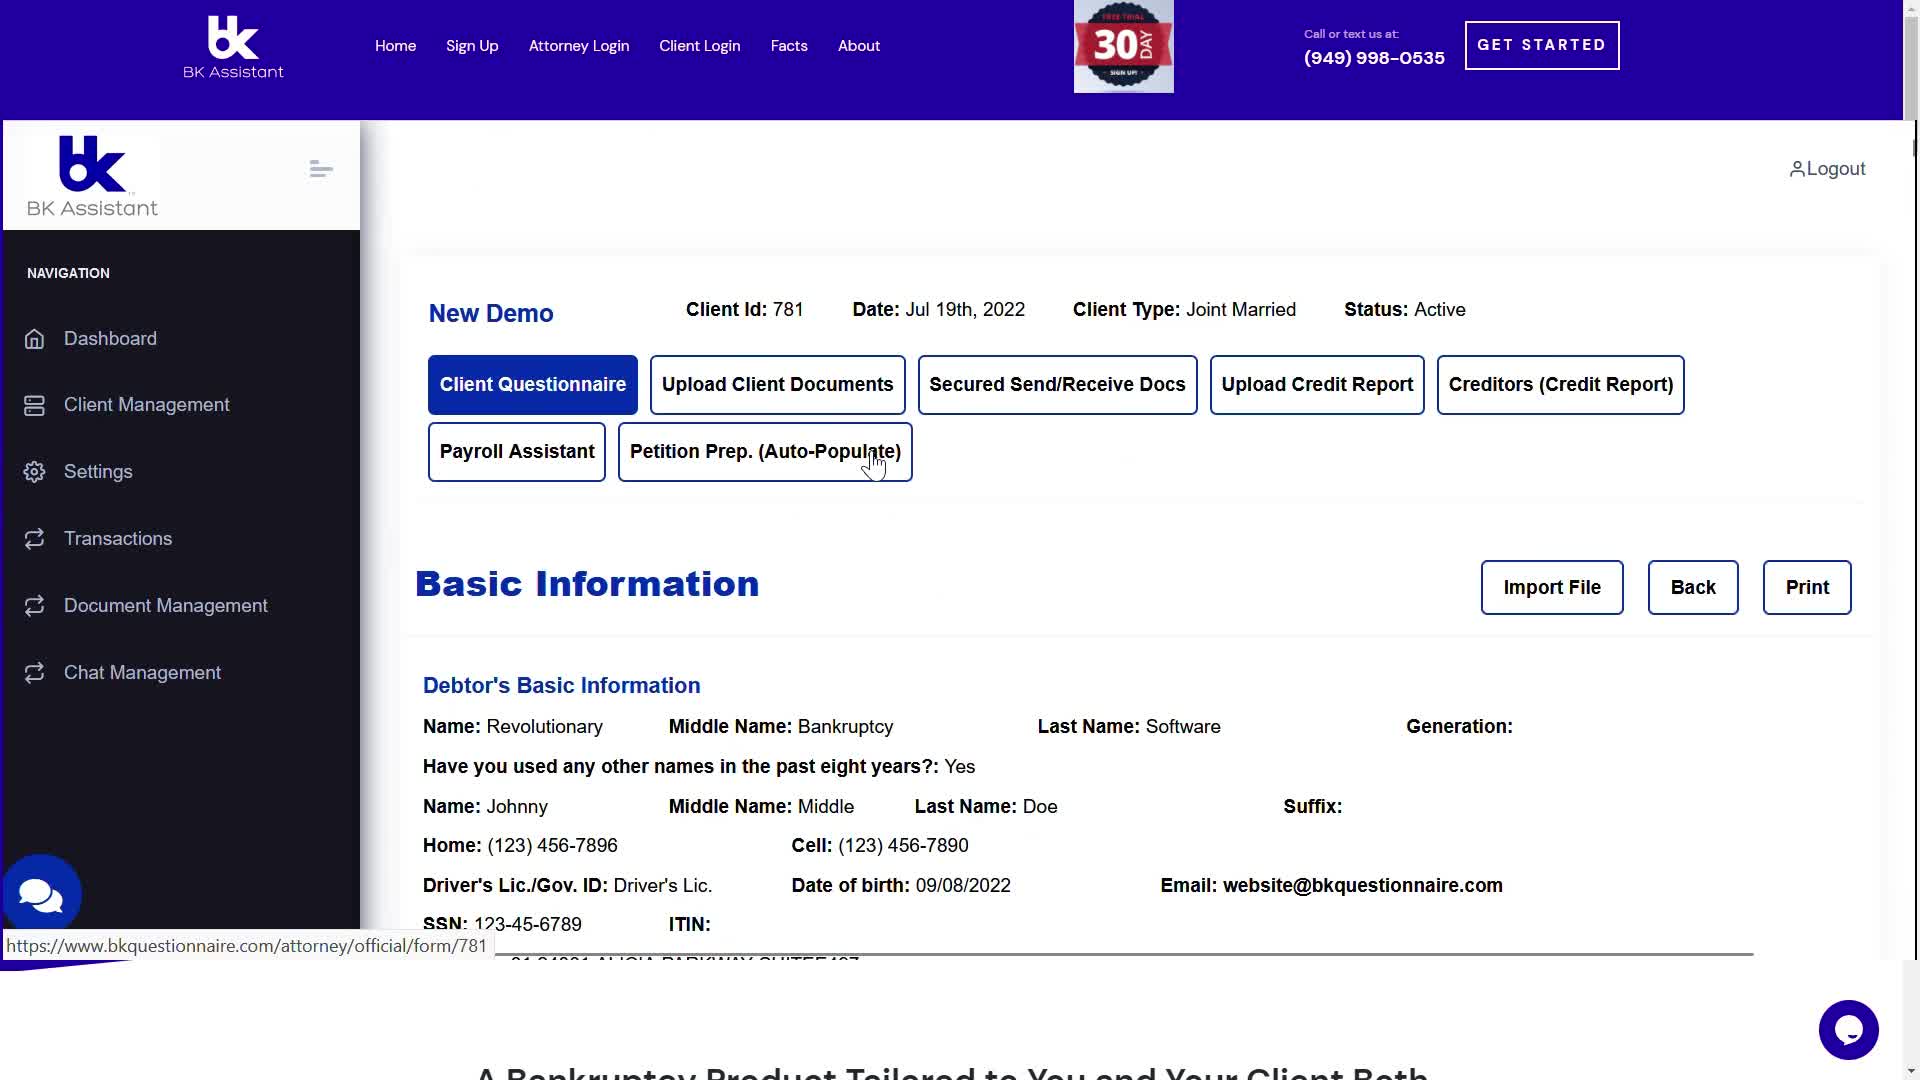 BK Assistant
Home Sign Up Attorney Login Client Login Facts About
FREE TRIAL
30 DAY
SIGN UP!
Call or text us at:
(949) 998-0535
GET STARTED
BK Assistant
Logout
NAVIGATION
Dashboard
Client Management
Settings
Transactions
Document Management
Chat Management
New Demo Client Id: 781 Date: Jul 19th, 2022 Client Type: Joint Married Status: Active
Client Questionnaire Upload Client Documents Secured Send/Receive Docs Upload Credit Report Creditors (Credit Report)
Payroll Assistant Petition Prep. (Auto-Populate)
Basic Information Import File Back Print
Debtor's Basic Information
Name: Revolutionary Middle Name: Bankruptcy Last Name: Software Generation:
Have you used any other names in the past eight years?: Yes
Name: Johnny Middle Name: Middle Last Name: Doe Suffix:
Home: (123) 456-7896 Cell: (123) 456-7890
Driver's Lic./Gov. ID: Driver's Lic. Date of birth: 09/08/2022 Email: website@bkquestionnaire.com
SSN: 123-45-6789 ITIN:
https://www.bkquestionnaire.com/attorney/official/form/781
A Bankruptcy Product Tailored to You and Your Client Both